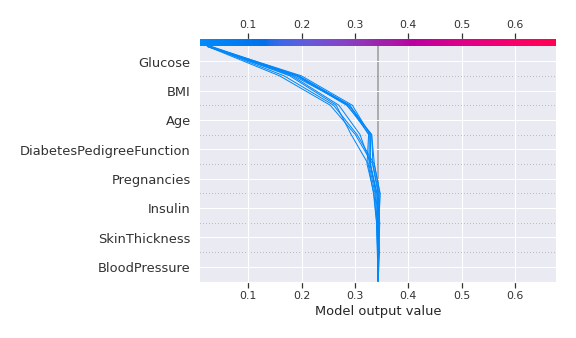 0.1 0.2 0.3 0.4 0.5 0.6
Glucose
BMI
Age
DiabetesPedigreeFunction
Pregnancies
Insulin
SkinThickness
BloodPressure
0.1 0.2 0.3 0.4 0.5 0.6
Model output value